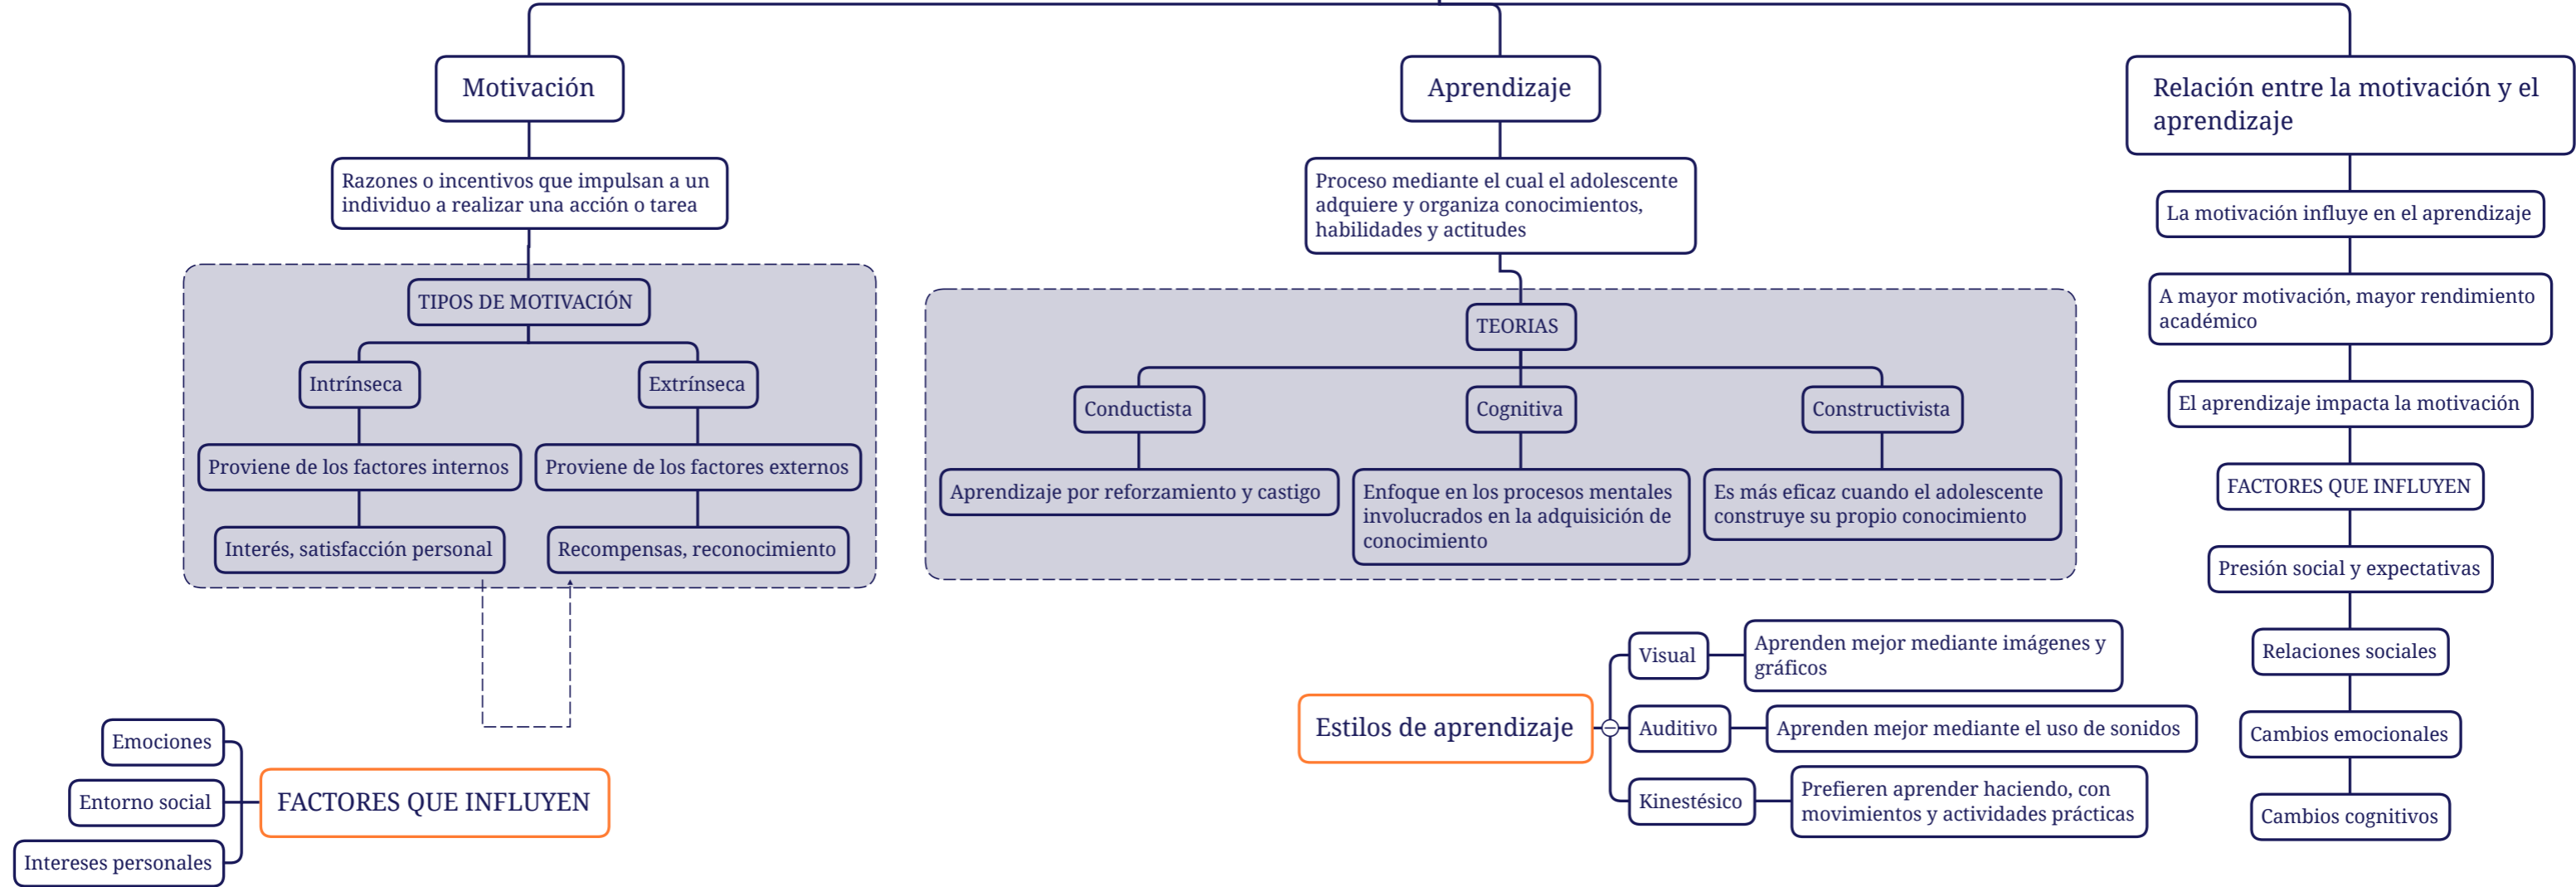 Motivación
Razones o incentivos que impulsan a un
individuo a realizar una acción o tarea
TIPOS DE MOTIVACIÓN
Intrínseca
Proviene de los factores internos
Interés, satisfacción personal
Extrínseca
Proviene de los factores externos
Recompensas, reconocimiento
FACTORES QUE INFLUYEN
Emociones
Entorno social
Intereses personales
Aprendizaje
Proceso mediante el cual el adolescente
adquiere y organiza conocimientos,
habilidades y actitudes
TEORIAS
Conductista
Aprendizaje por reforzamiento y castigo
Cognitiva
Enfoque en los procesos mentales
involucrados en la adquisición de
conocimiento
Constructivista
Es más eficaz cuando el adolescente
construye su propio conocimiento
Estilos de aprendizaje
Visual
Aprenden mejor mediante imágenes y
gráficos
Auditivo
Aprenden mejor mediante el uso de sonidos
Kinestésico
Prefieren aprender haciendo, con
movimientos y actividades prácticas
Relación entre la motivación y el
aprendizaje
La motivación influye en el aprendizaje
A mayor motivación, mayor rendimiento
académico
El aprendizaje impacta la motivación
FACTORES QUE INFLUYEN
Presión social y expectativas
Relaciones sociales
Cambios emocionales
Cambios cognitivos